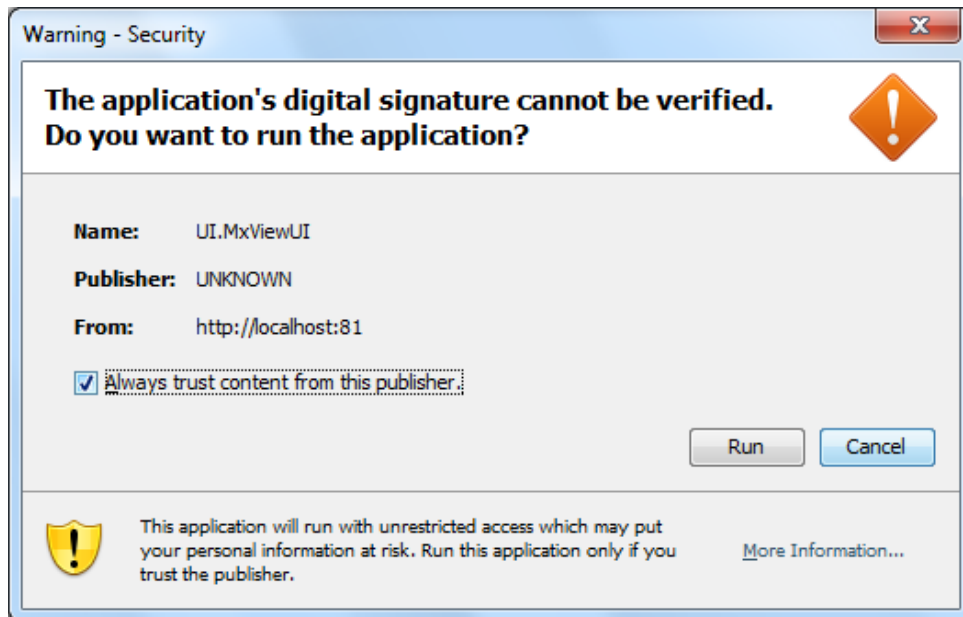 Warning - Security
The application's digital signature cannot be verified.
Do you want to run the application?
Name: UI.MxViewUI
Publisher: UNKNOWN
From: http://localhost:81
Always trust content from this publisher.
Run Cancel
This application will run with unrestricted access which may put
your personal information at risk. Run this application only if you
trust the publisher.
More Information...